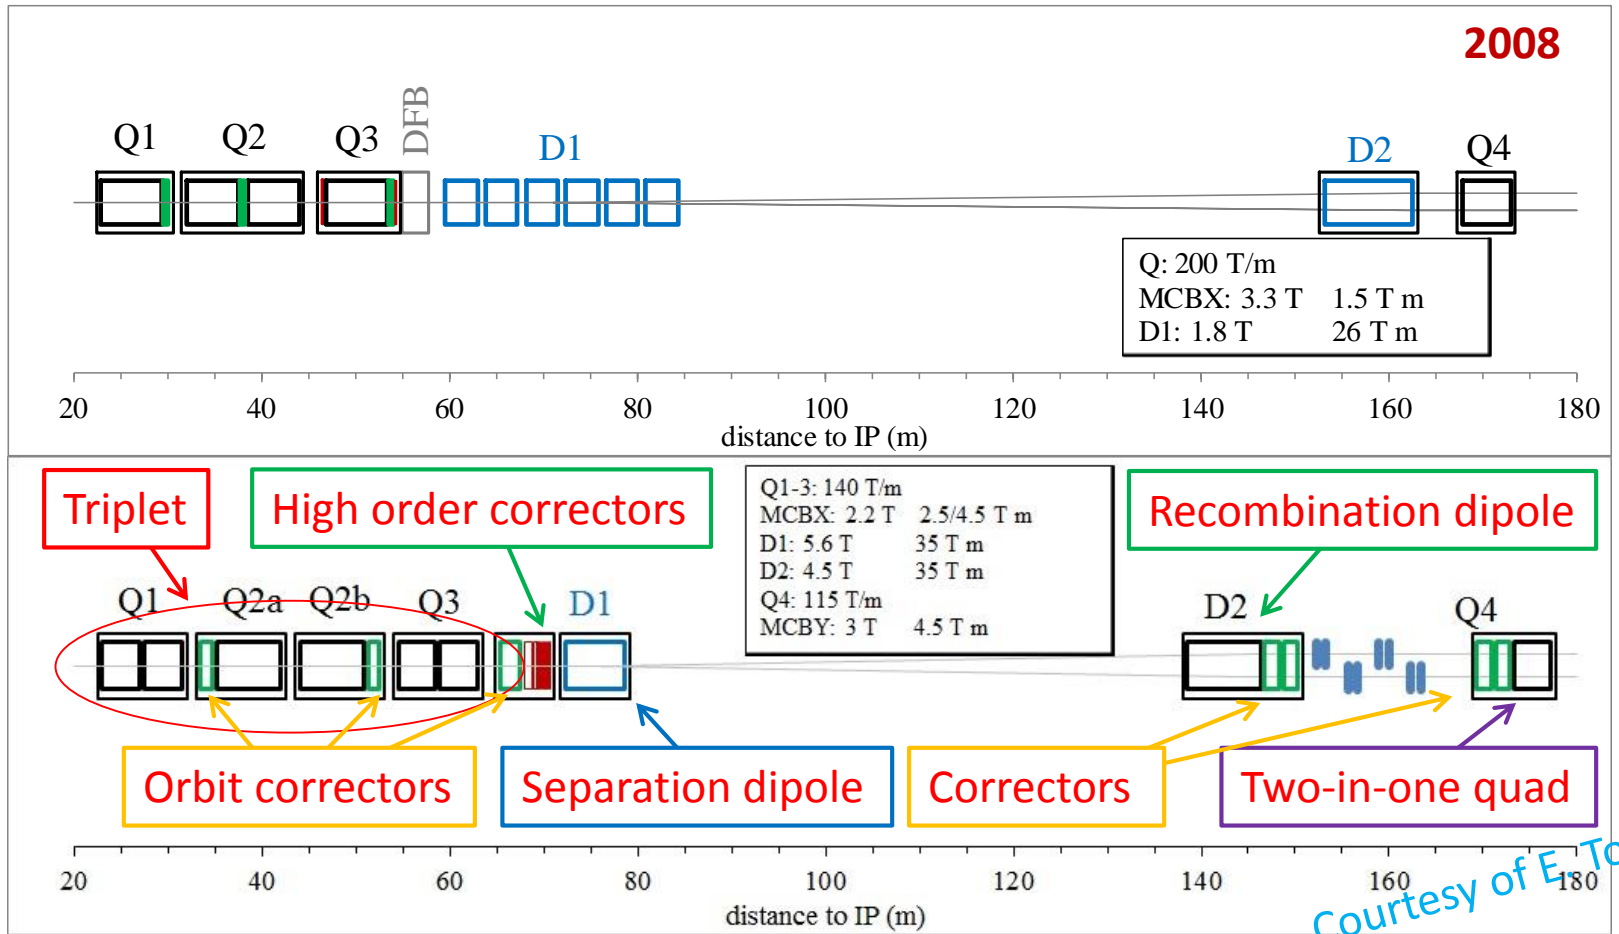 2008
Q1 Q2 Q3 DFB D1 D2 Q4
Q: 200 T/m
MCBX: 3.3 T 1.5 T m
D1: 1.8 T 26 T m
20 40 60 80 100 120 140 160 180
distance to IP (m)
Triplet
High order correctors
Q1-3: 140 T/m
MCBX: 2.2 T 2.5/4.5 T m
D1: 5.6 T 35 T m
D2: 4.5 T 35 T m
Q4: 115 T/m
MCBY: 3 T 4.5 T m
Recombination dipole
Q1 Q2a Q2b Q3 D1 D2 Q4
Orbit correctors
Separation dipole
Correctors
Two-in-one quad
20 40 60 80 100 120 140 160 180
distance to IP (m)
Courtesy of E.